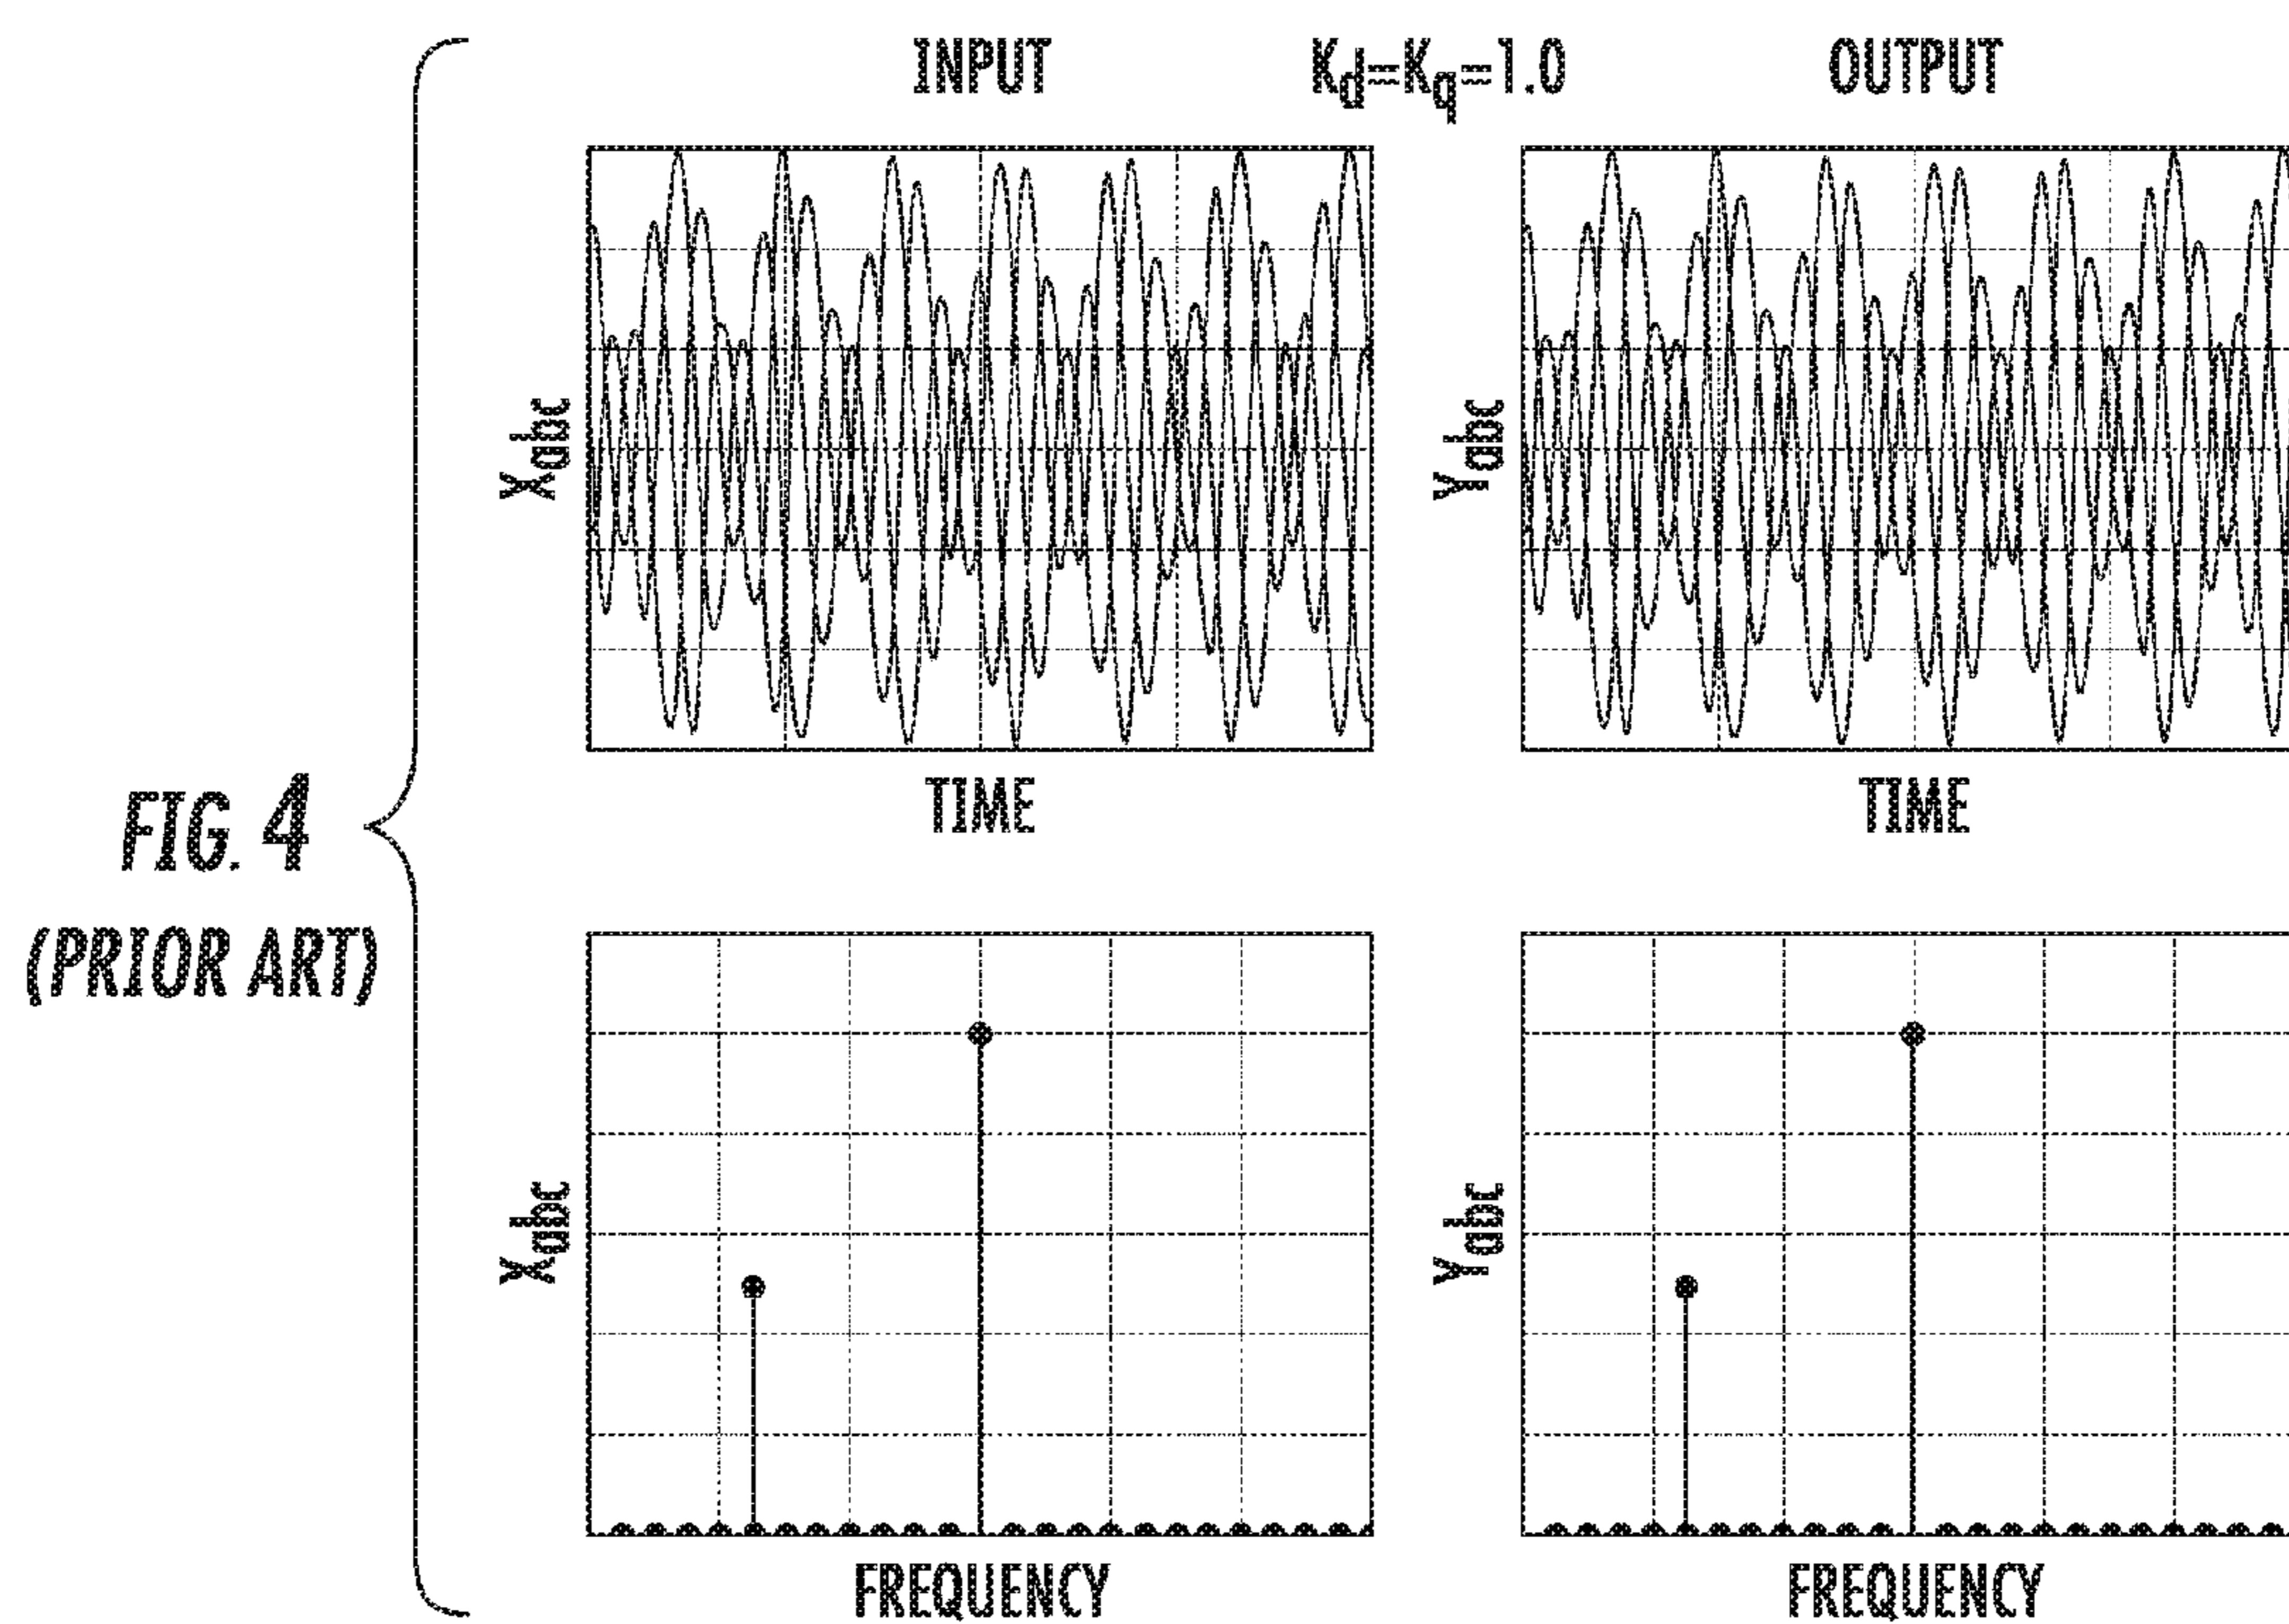 INPUT
Kd=Kq=1.0
OUTPUT
Xabc
Yabc
TIME
TIME
FIG. 4
(PRIOR ART)
Xabc
Yabc
FREQUENCY
FREQUENCY